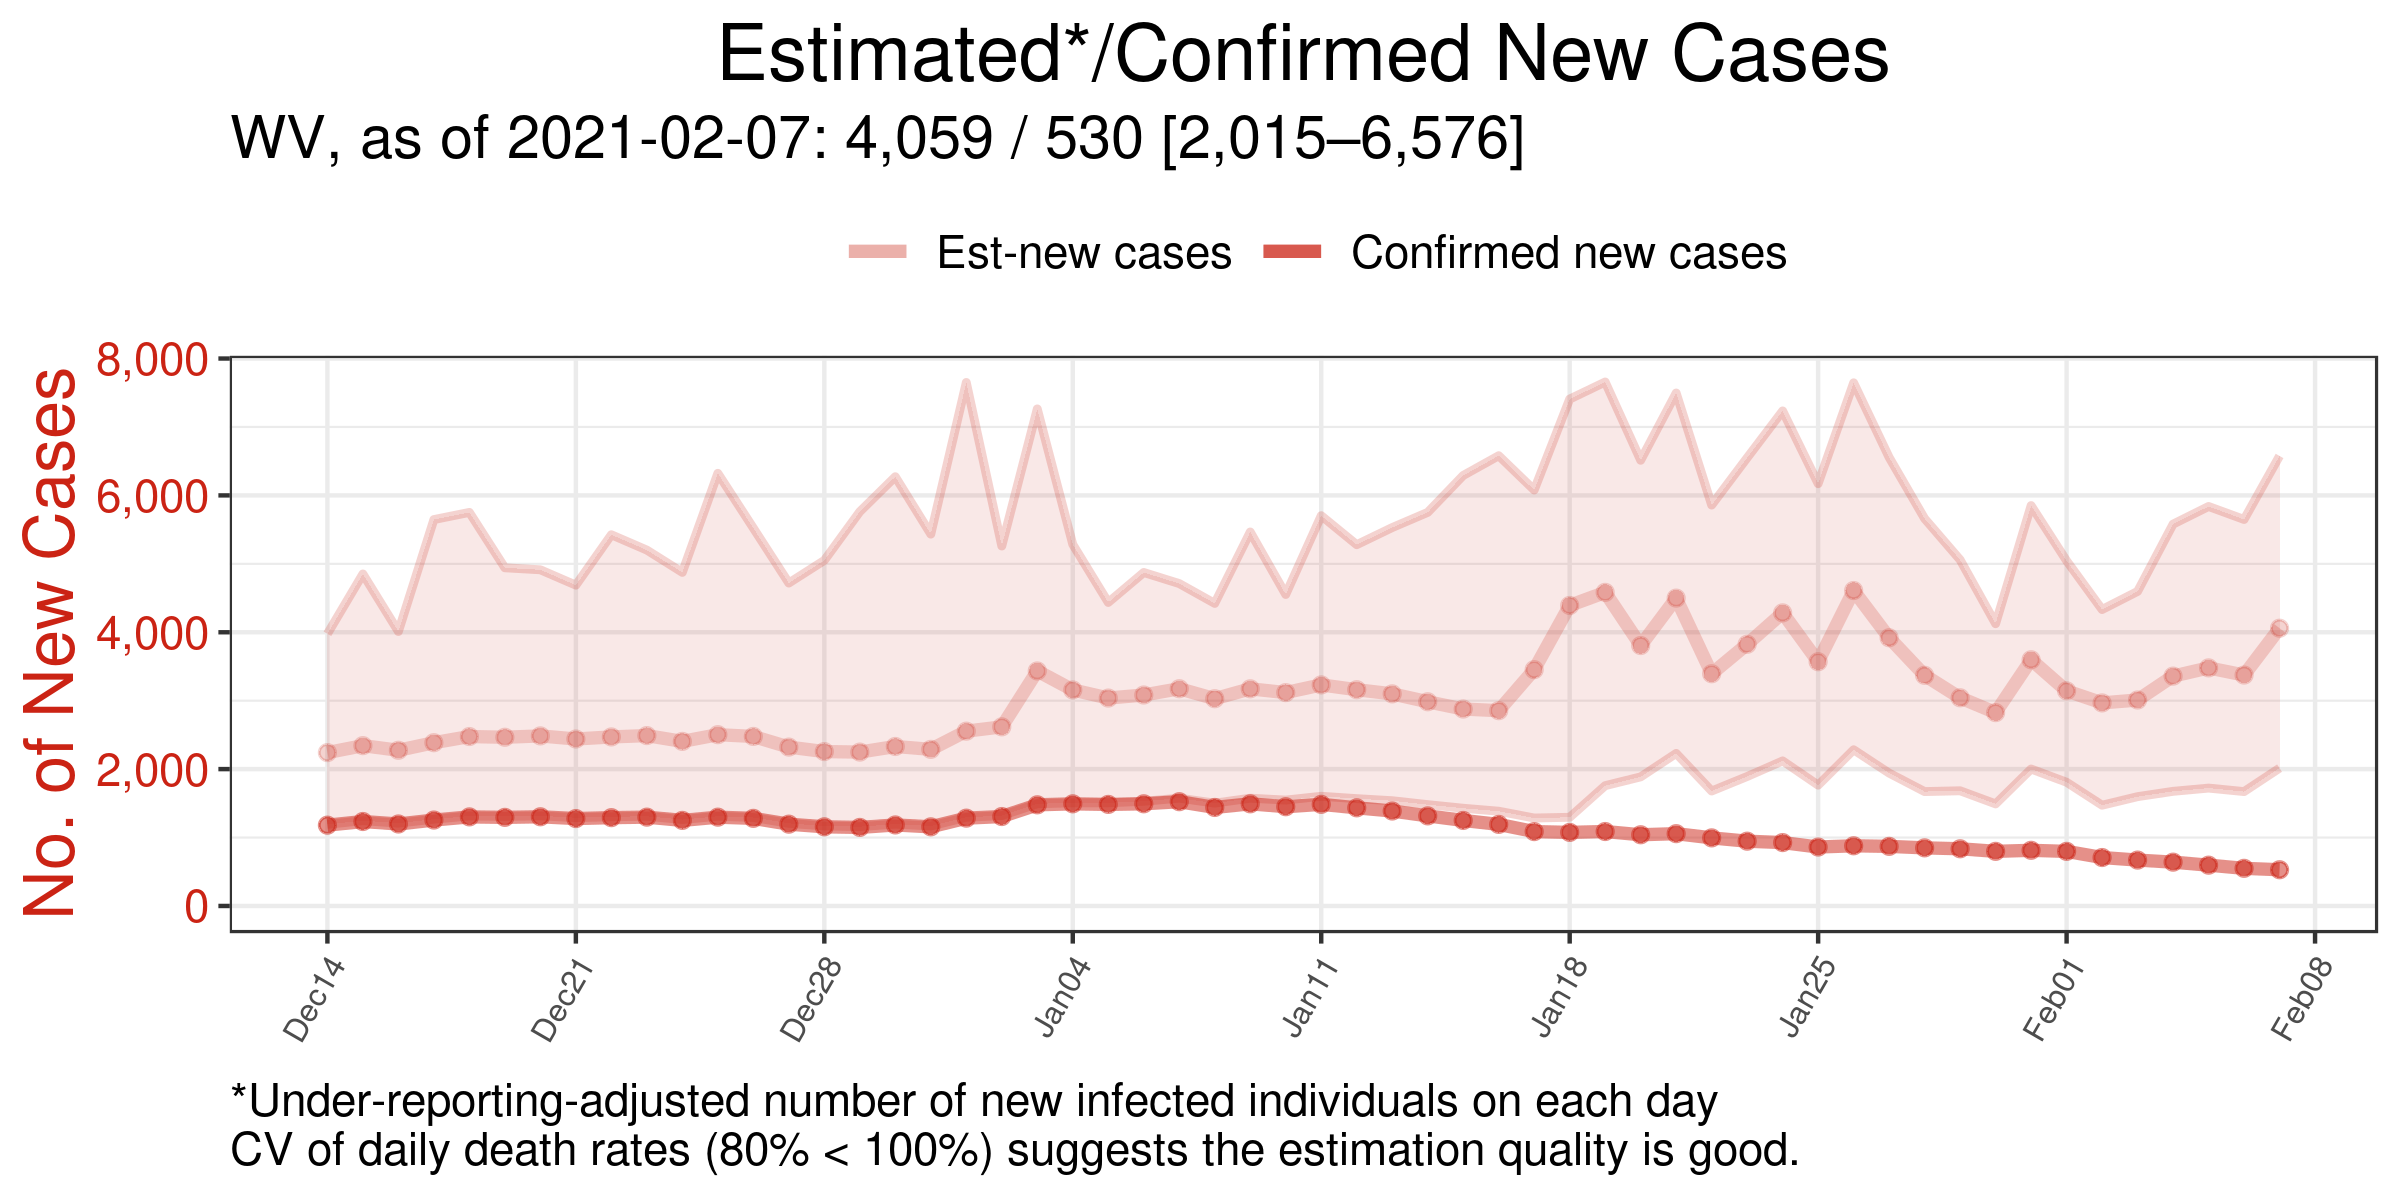 Estimated*/Confirmed New Cases
WV, as of 2021-02-07: 4,059 / 530 [2,015–6,576]
Est-new cases Confirmed new cases
No. of New Cases
8,000
6,000
4,000
2,000
0
Dec14 Dec21 Dec28 Jan04 Jan11 Jan18 Jan25 Feb01 Feb08
*Under-reporting-adjusted number of new infected individuals on each day
CV of daily death rates (80% < 100%) suggests the estimation quality is good.